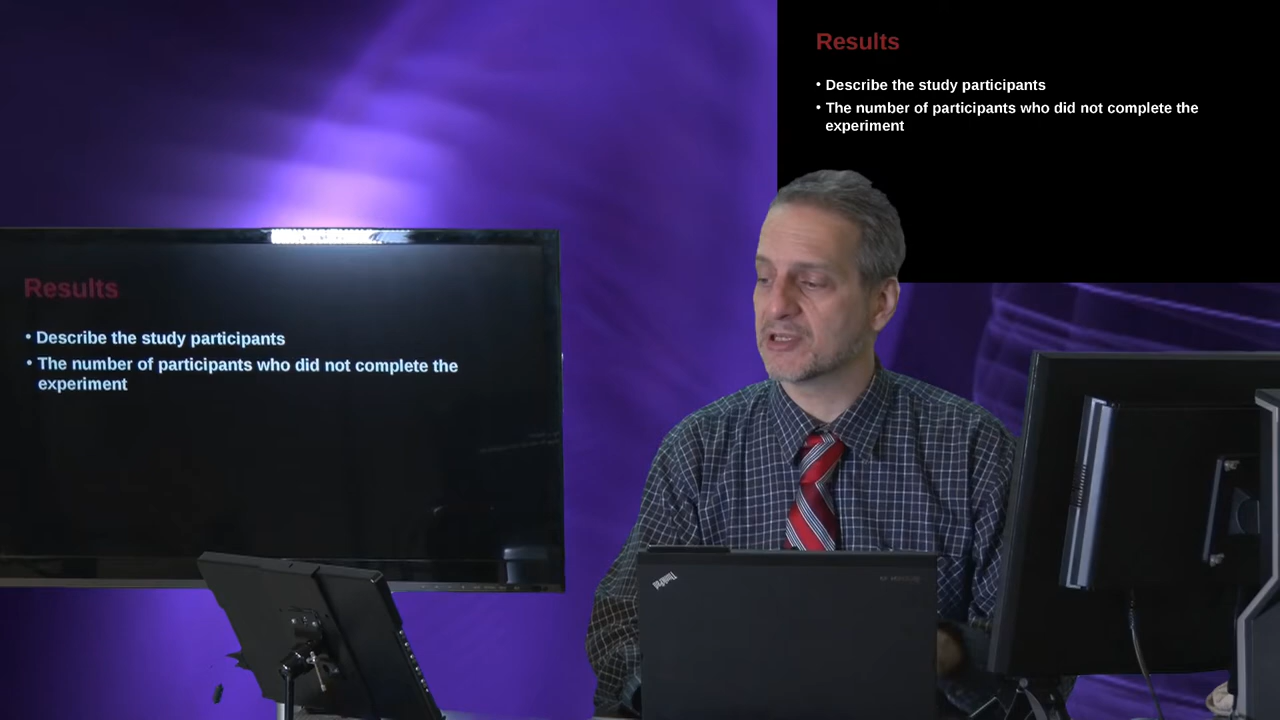 Results
• Describe the study participants
• The number of participants who did not complete the
experiment
Results
• Describe the study participants
• The number of participants who did not complete the
experiment
ThinkPad